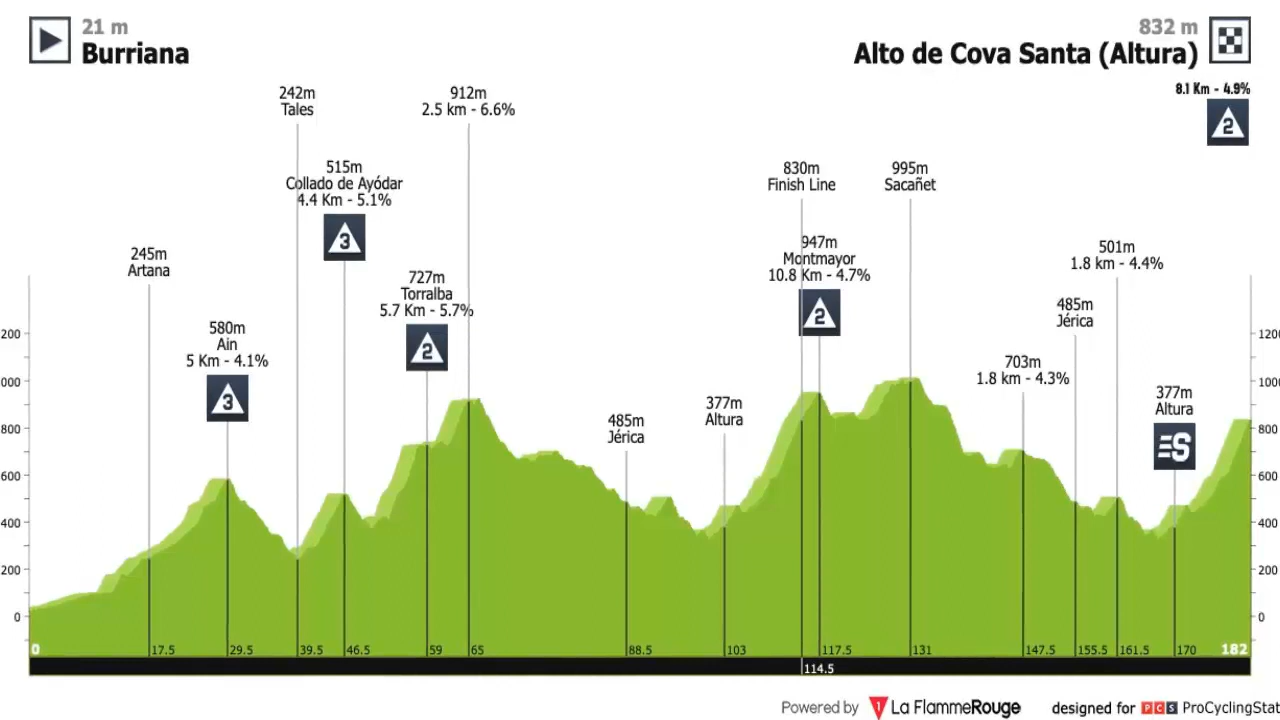 21 m
Burriana
832 m
Alto de Cova Santa (Altura)
8.1 Km - 4.9%
2
242m
Tales
912m
2.5 km - 6.6%
515m
Collado de Ayódar
4.4 Km - 5.1%
3
830m
Finish Line
995m
Sacañet
245m
Artana
727m
Torralba
5.7 Km - 5.7%
2
947m
Montmayor
10.8 Km - 4.7%
2
501m
1.8 km - 4.4%
580m
Ain
5 Km - 4.1%
3
485m
Jérica
703m
1.8 km - 4.3%
485m
Jérica
377m
Altura
377m
Altura
S
200
000
800
600
400
200
0
1200
1000
800
600
400
200
0
0 17.5 29.5 39.5 46.5 59 65 88.5 103 117.5 131 147.5 155.5 161.5 170 182
114.5
Powered by 1 La FlammeRouge designed for PCS ProCyclingStat